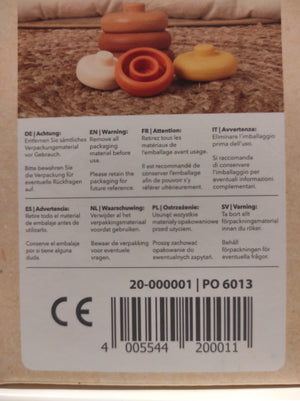 DE | Achtung:
Entfernen Sie sämtliches
Verpackungsmaterial
vor Gebrauch.
Bitte bewahren Sie
die Verpackung für
eventuelle Rückfragen
auf.
EN | Warning:
Remove all
packaging material
before use.
Please retain the
packaging for
future reference.
FR | Attention:
Retirez tous les
matériaux de
l'emballage avant usage.
Il est recommandé de
conserver l'emballage
afin de pouvoir s'y
référer ultérieurement.
IT | Avvertenza:
Eliminare l'imballaggio
prima dell'uso.
Si raccomanda
di conservare
l'imballaggio per
eventuali informazioni
complementari.
ES | Advertencia:
Retire todo el material
de embalaje antes de
utilizarlo.
Conserve el embalaje
por si tiene alguna
duda.
NL | Waarschuwing:
Verwijder al
het verpakkingsmateriaal
voor gebruik.
Bewaar de verpakking
voor eventuele
vragen.
PL | Ostrzeżenie:
Usunąć wszystkie
materiały opakowaniowe
przed użyciem.
Proszę zachować
opakowanie do
ewentualnych zapytań.
SV | Varning:
Ta bort allt
förpackningsmaterial
innan du röker.
Behåll
förpackningen för
eventuella frågor.
20-000001 | PO 6013
CE
4 005544 200011